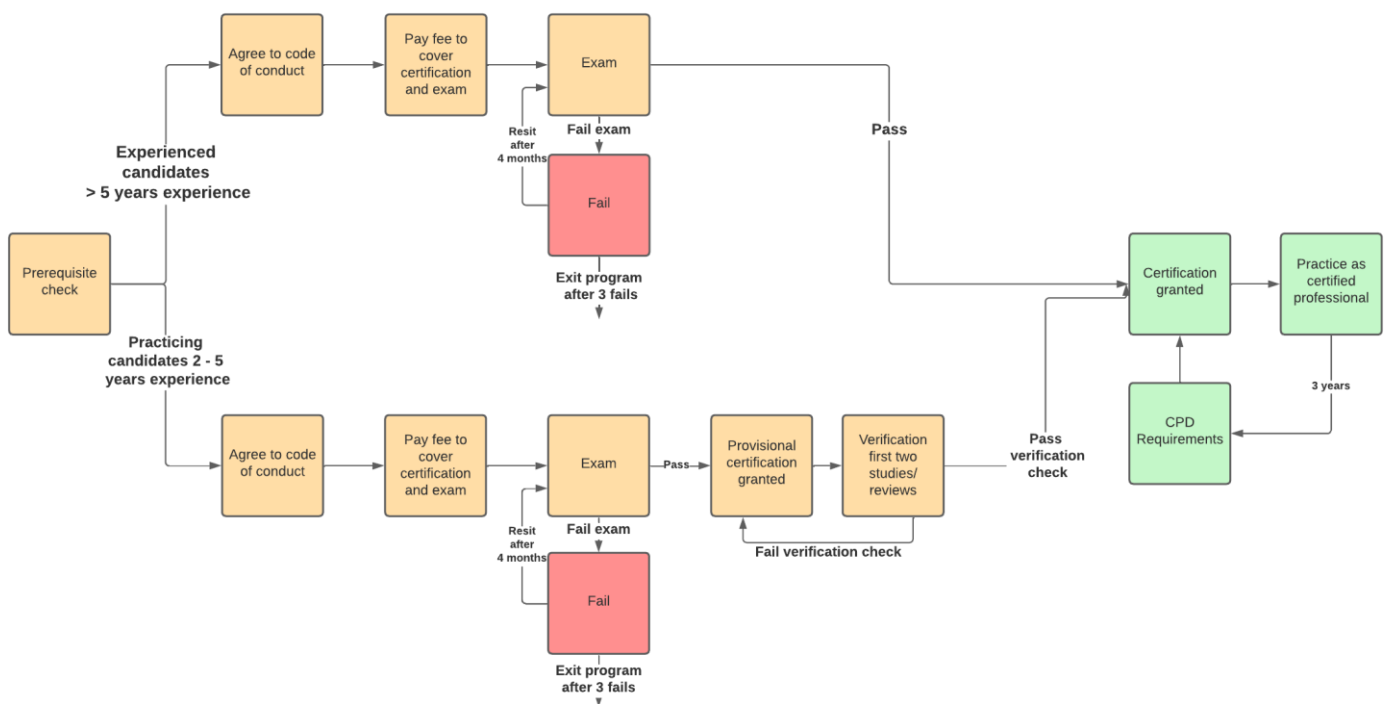 Agree to code
of conduct
Pay fee to
cover
certification
and exam
Exam
Resit
after
4 months
Fail exam
Pass
Experienced
candidates
> 5 years experience
Fail
Exit program
after 3 fails
Prerequisite
check
Certification
granted
Practice as
certified
professional
3 years
CPD
Requirements
Practicing
candidates 2 - 5
years experience
Agree to code
of conduct
Pay fee to
cover
certification
and exam
Exam
Pass
Provisional
certification
granted
Verification
first two
studies/
reviews
Pass
verification
check
Resit
after
4 months
Fail exam
Fail verification check
Fail
Exit program
after 3 fails